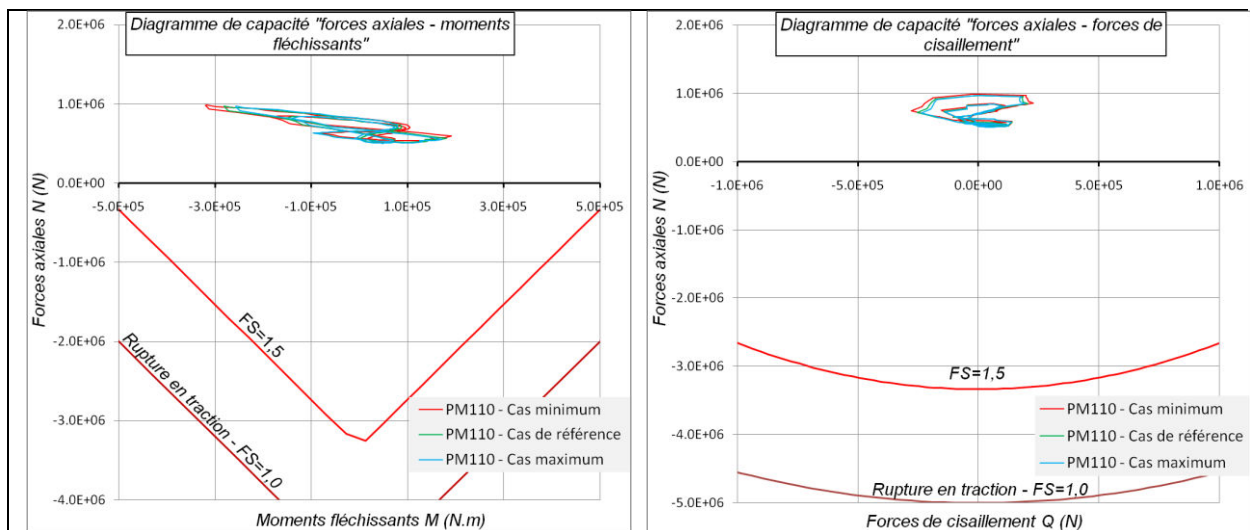 Diagramme de capacité "forces axiales - moments
fléchissants"
2.0E+06
1.0E+06
0.0E+00
-1.0E+06
-2.0E+06
-3.0E+06
-4.0E+06
-5.0E+05
-3.0E+05
-1.0E+05
1.0E+05
3.0E+05
5.0E+05
Forces axiales N (N)
FS=1,5
Rupture en traction - FS=1,0
PM110 - Cas minimum
PM110 - Cas de référence
PM110 - Cas maximum
Moments fléchissants M (N.m)
Diagramme de capacité "forces axiales - forces de
cisaillement"
2.0E+06
1.0E+06
0.0E+00
-1.0E+06
-2.0E+06
-3.0E+06
-4.0E+06
-5.0E+06
-1.0E+06
-5.0E+05
0.0E+00
5.0E+05
1.0E+06
Forces axiales N (N)
FS=1,5
PM110 - Cas minimum
PM110 - Cas de référence
PM110 - Cas maximum
Rupture en traction - FS=1,0
Forces de cisaillement Q (N)